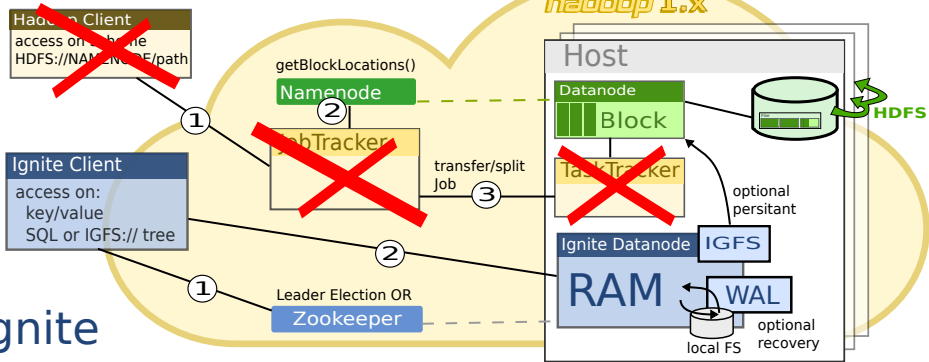 hadoop 1.x
Hadoop Client
access on scheme
HDFS://NAMENODE/path
getBlockLocations()
Namenode
2
1
JobTracker
transfer/split
Job
3
Host
Datanode
Block
HDFS
TaskTracker
optional
persitant
Ignite Client
access on:
key/value
SQL or IGFS:// tree
2
1
Leader Election OR
Zookeeper
Ignite Datanode
IGFS
RAM
WAL
local FS
optional
recovery
gnite